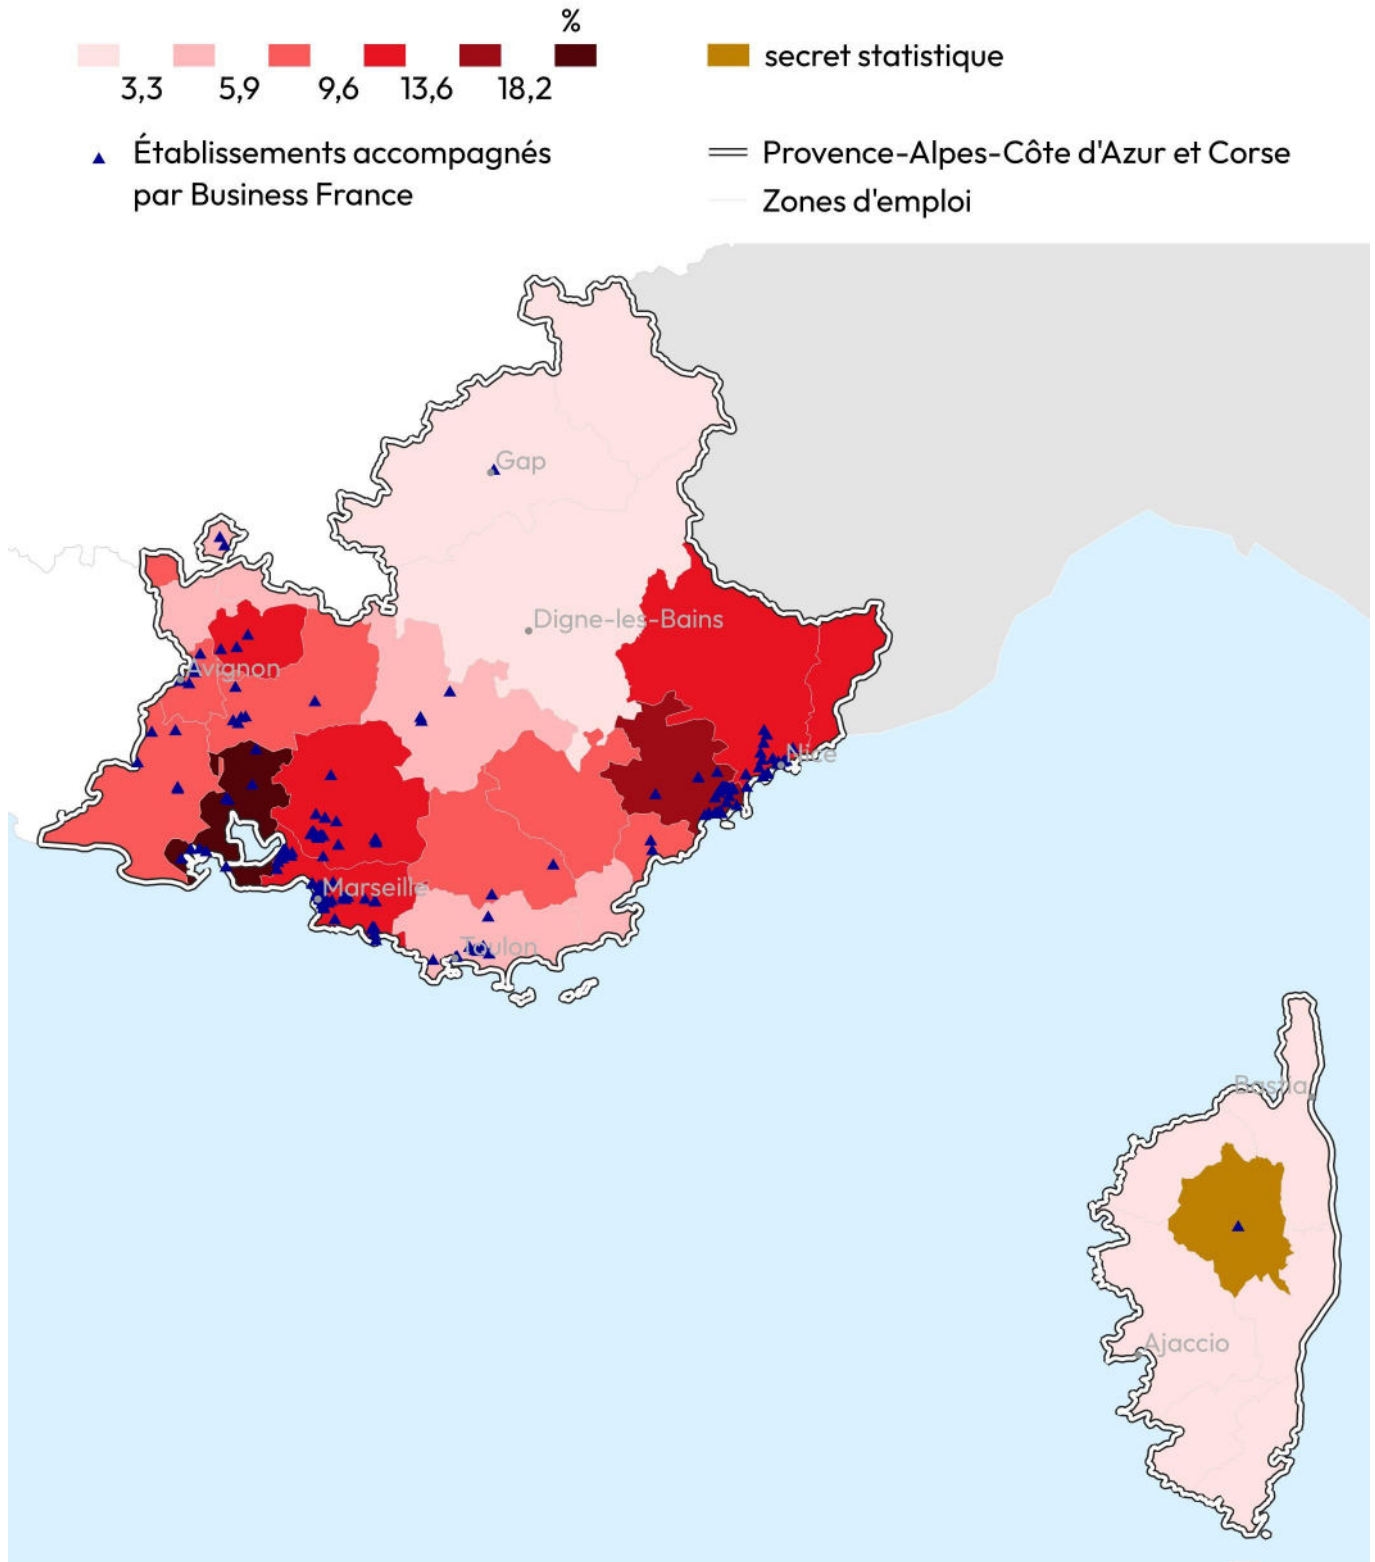 %
3,3 5,9 9,6 13,6 18,2
secret statistique
Établissements accompagnés
par Business France
Provence-Alpes-Côte d'Azur et Corse
Zones d'emploi
Gap
Digne-les-Bains
Avignon
Nice
Marseille
Toulon
Bastia
Ajaccio